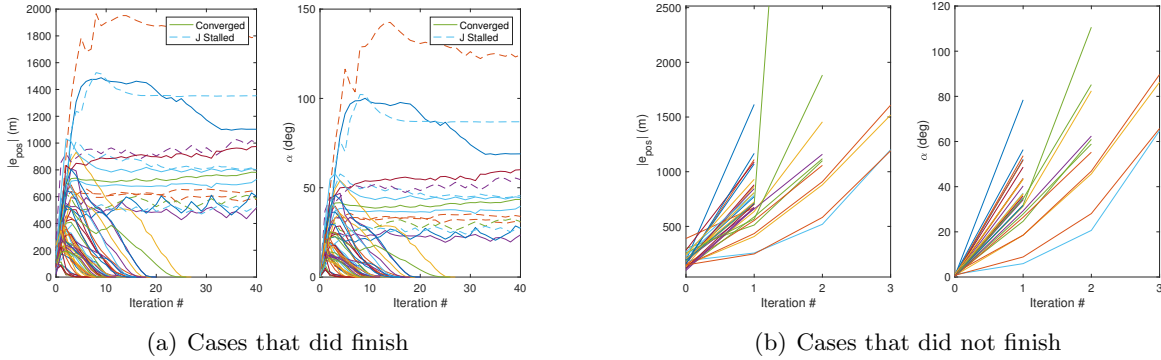 2000
1800
1600
1400
1200
1000
800
600
400
200
0
|e_pos| (m)
0 10 20 30 40
Iteration #
Converged
J Stalled
150
100
50
0
α (deg)
0 10 20 30 40
Iteration #
Converged
J Stalled
2500
2000
1500
1000
500
|e_pos| (m)
0 1 2 3
Iteration #
120
100
80
60
40
20
0
α (deg)
0 1 2 3
Iteration #
(a) Cases that did finish
(b) Cases that did not finish